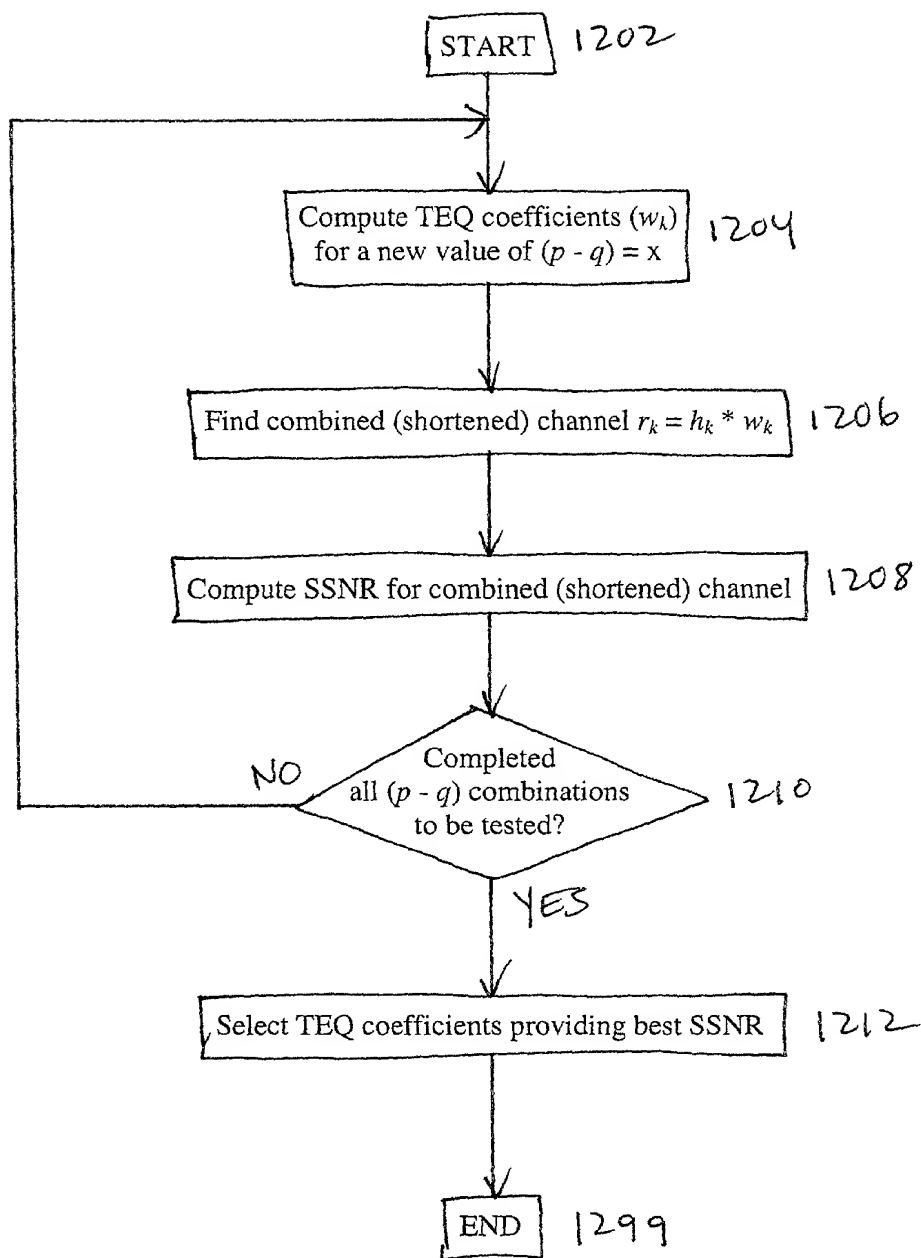 START 1202
Compute TEQ coefficients (wk)
for a new value of (p - q) = x
1204
Find combined (shortened) channel rk = hk * wk 1206
Compute SSNR for combined (shortened) channel 1208
NO
Completed
all (p - q) combinations
to be tested?
1210
YES
Select TEQ coefficients providing best SSNR 1212
END 1299